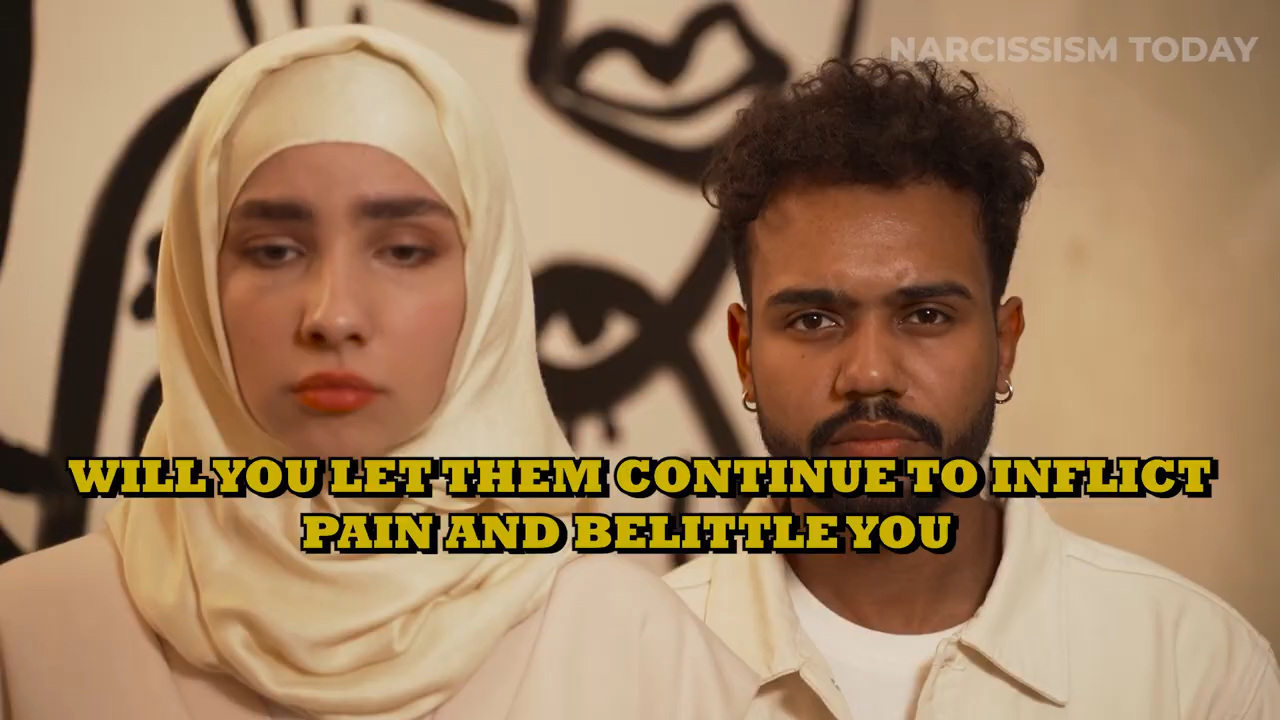 NARCISSISM TODAY
WILL YOU LET THEM CONTINUE TO INFLICT
PAIN AND BELITTLE YOU